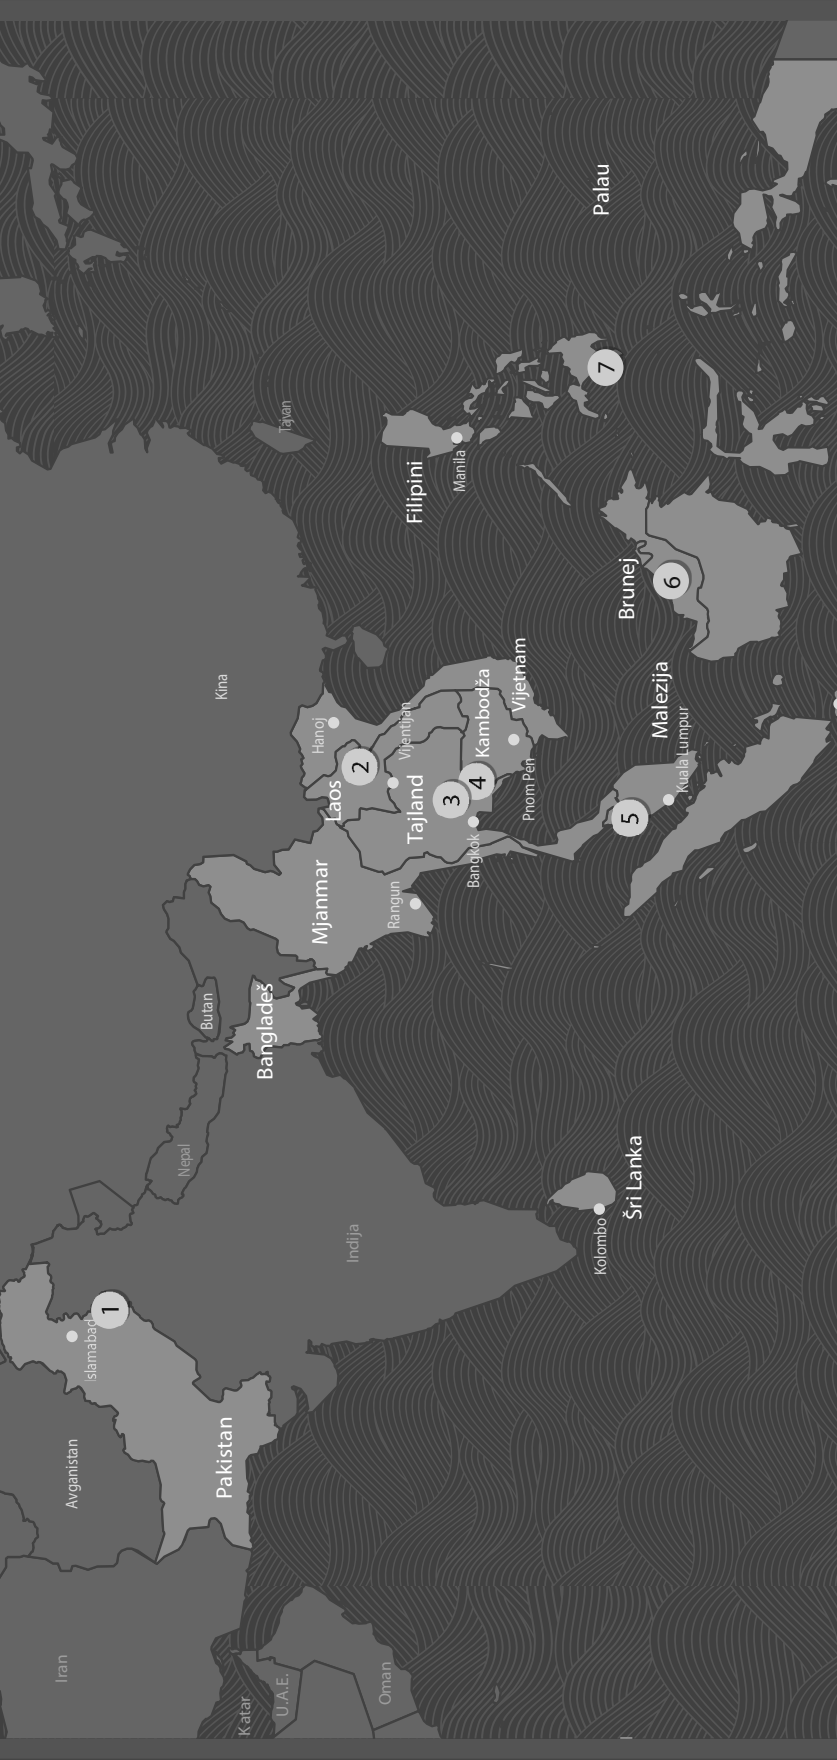 Iran
Katar
U.A.E.
Oman
Avganistan
Pakistan
Islamabad
1
Indija
Nepal
Butan
Bangladeš
Kolombo
Šri Lanka
Kina
Mjanmar
Rangun
Laos
Hanoj
2
Vijentijan
Tajland
3
4
Bangkok
Kambodža
Pnom Pen
Vijetnam
5
Malezija
Kuala Lumpur
Brunej
6
Tajvan
Filipini
Manila
7
Palau